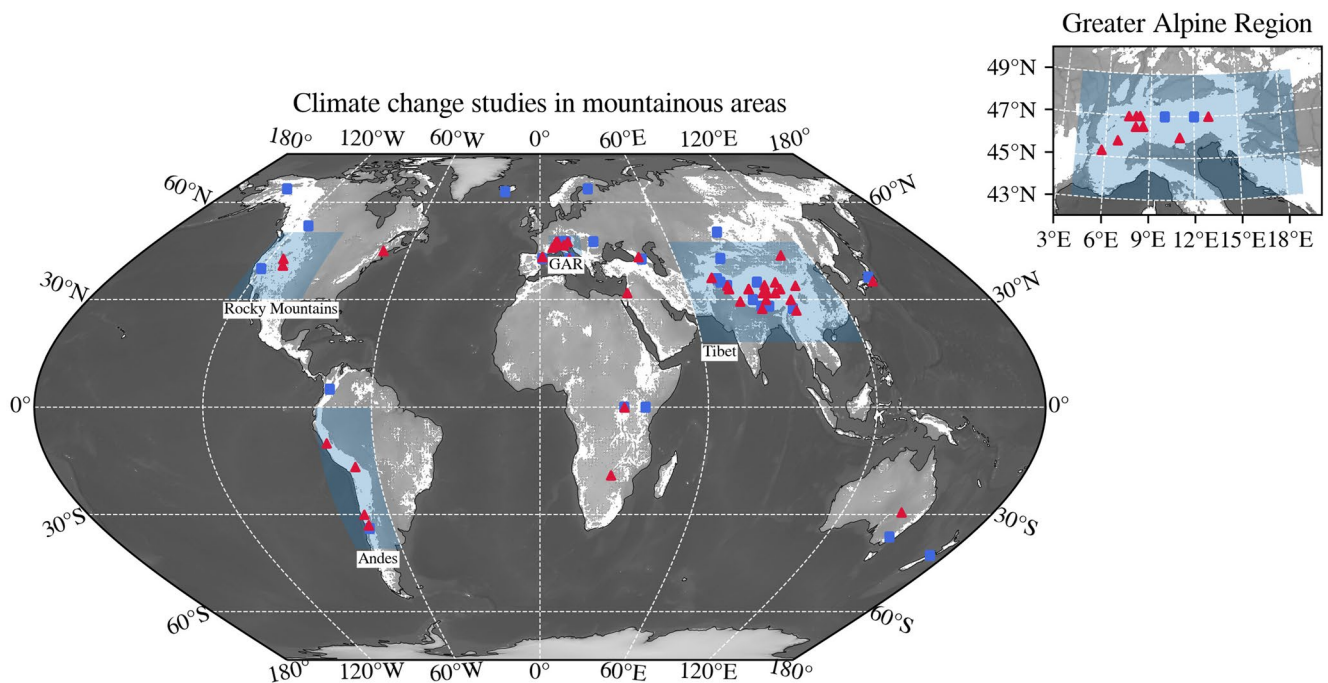 Greater Alpine Region
49°N
47°N
45°N
43°N
3°E 6°E 9°E 12°E 15°E 18°E
Climate change studies in mountainous areas
180° 120°W 60°W 0° 60°E 120°E 180°
60°N 60°N
GAR
30°N 30°N
Rocky Mountains
Tibet
0° 0°
30°S 30°S
Andes
60°S 60°S
180° 120°W 60°W 0° 60°E 120°E 180°